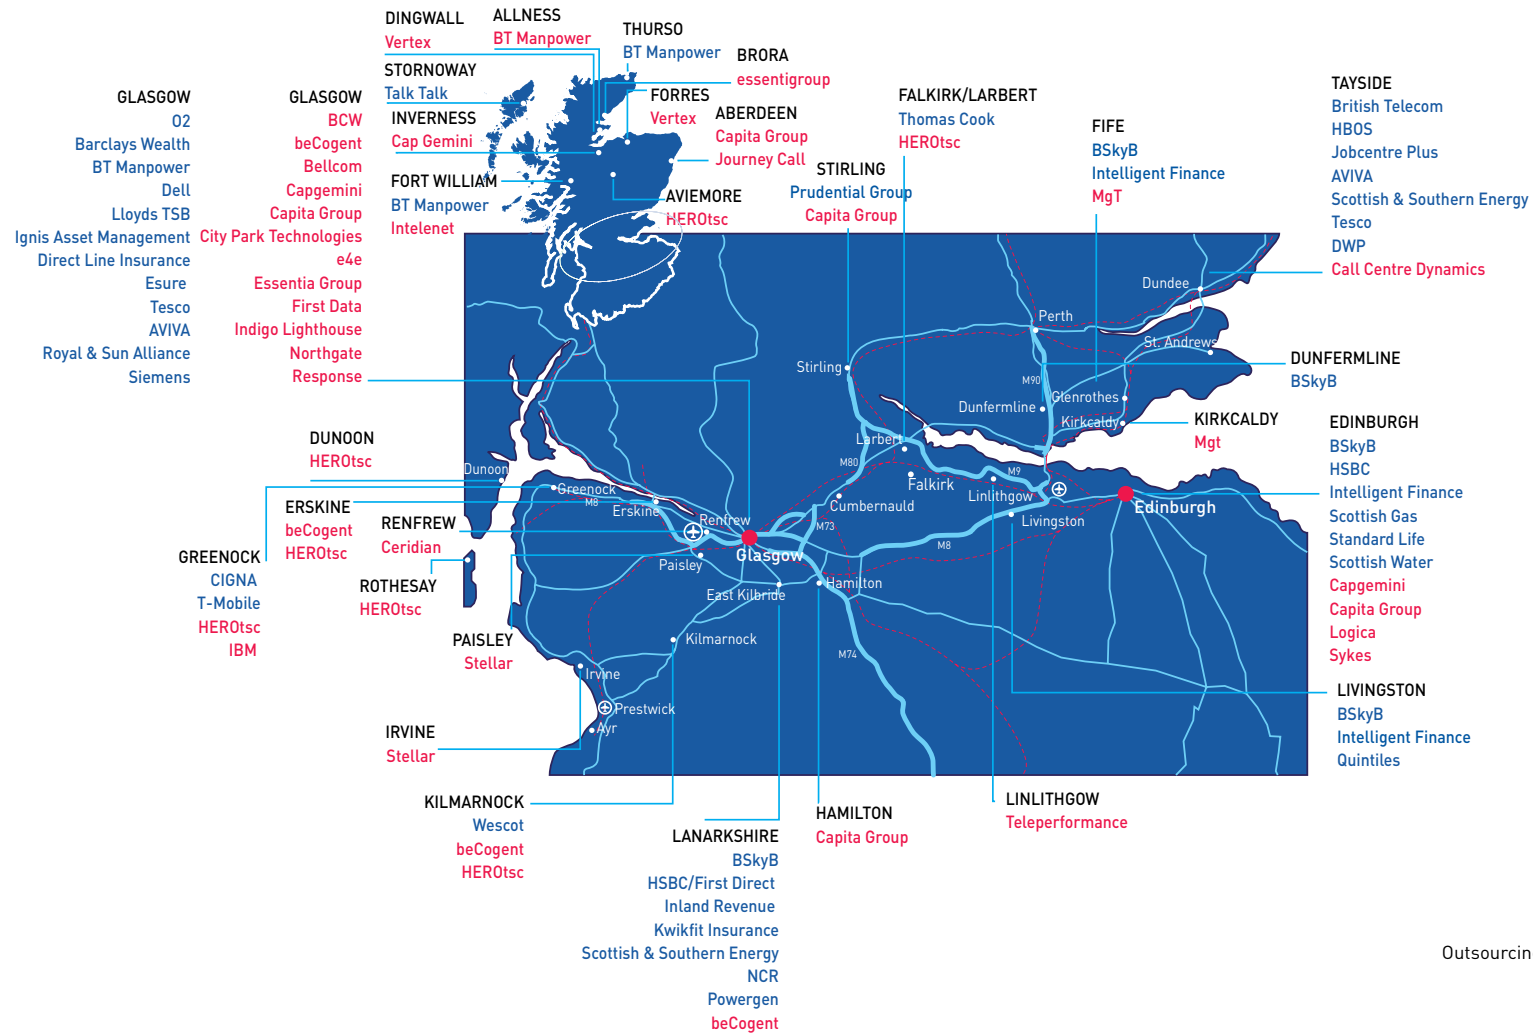 DINGWALL
Vertex
ALLNESS
BT Manpower
THURSO
BT Manpower
BRORA
essentigroup
STORNOWAY
Talk Talk
INVERNESS
Cap Gemini
FORRES
Vertex
ABERDEEN
Capita Group
Journey Call
FORT WILLIAM
BT Manpower
Intelenet
AVIEMORE
HEROtsc
GLASGOW
O2
Barclays Wealth
BT Manpower
Dell
Lloyds TSB
Ignis Asset Management
Direct Line Insurance
Esure
Tesco
AVIVA
Royal & Sun Alliance
Siemens
GLASGOW
BCW
beCogent
Bellcom
Capgemini
Capita Group
City Park Technologies
e4e
Essentia Group
First Data
Indigo Lighthouse
Northgate
Response
STIRLING
Prudential Group
Capita Group
FALKIRK/LARBERT
Thomas Cook
HEROtsc
FIFE
BSkyB
Intelligent Finance
MgT
TAYSIDE
British Telecom
HBOS
Jobcentre Plus
AVIVA
Scottish & Southern Energy
Tesco
DWP
Call Centre Dynamics
DUNFERMLINE
BSkyB
KIRKCALDY
Mgt
EDINBURGH
BSkyB
HSBC
Intelligent Finance
Scottish Gas
Standard Life
Scottish Water
Capgemini
Capita Group
Logica
Sykes
LIVINGSTON
BSkyB
Intelligent Finance
Quintiles
DUNOON
HEROtsc
ERSKINE
beCogent
HEROtsc
RENFREW
Ceridian
GREENOCK
CIGNA
T-Mobile
HEROtsc
IBM
ROTHESAY
HEROtsc
PAISLEY
Stellar
IRVINE
Stellar
KILMARNOCK
Wescot
beCogent
HEROtsc
LANARKSHIRE
BSkyB
HSBC/First Direct
Inland Revenue
Kwikfit Insurance
Scottish & Southern Energy
NCR
Powergen
beCogent
HAMILTON
Capita Group
LINLITHGOW
Teleperformance
Dundee
Perth
St. Andrews
Stirling
M90
Glenrothes
Dunfermline
Kirkcaldy
Larbert
M80
M9
Falkirk
Linlithgow
Dunoon
Greenock
M8
Erskine
Renfrew
Cumbernauld
Edinburgh
Livingston
M73
M8
Glasgow
Paisley
Hamilton
East Kilbride
Kilmarnock
M74
Irvine
Prestwick
Ayr
Outsourcin